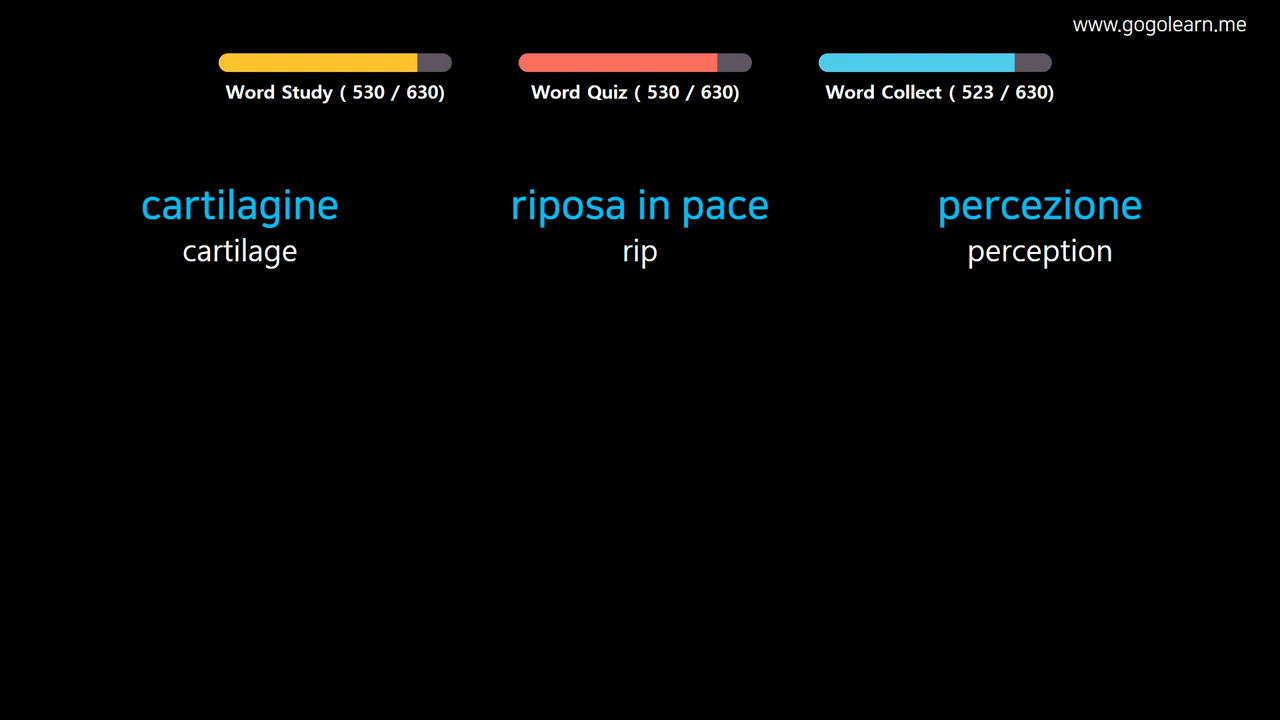 www.gogolearn.me
Word Study ( 530 / 630)
Word Quiz ( 530 / 630)
Word Collect ( 523 / 630)
cartilagine
cartilage
riposa in pace
rip
percezione
perception